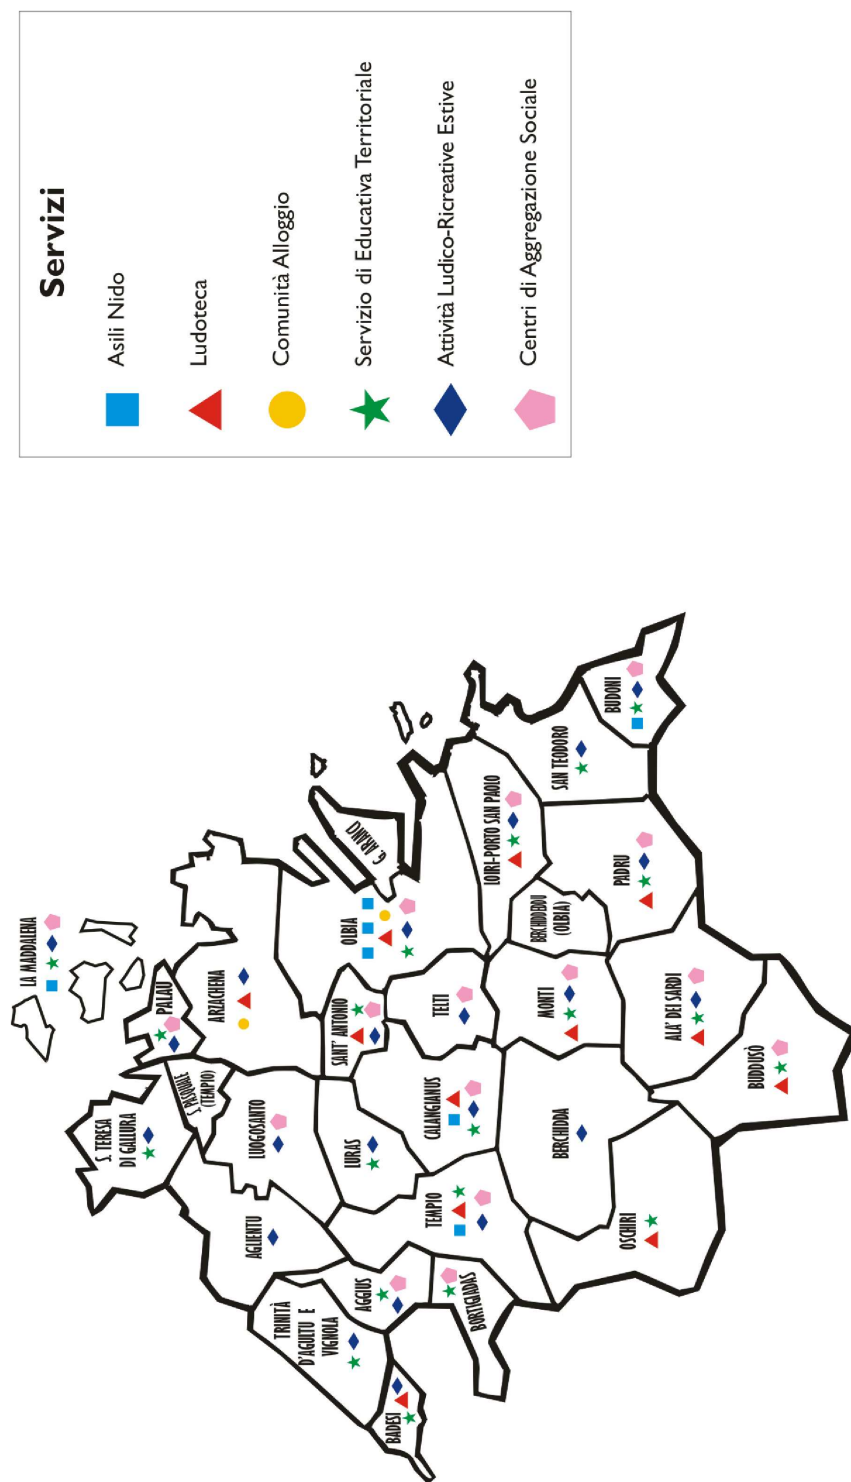 Servizi
Asili Nido
Ludoteca
Comunità Alloggio
Servizio di Educativa Territoriale
Attività Ludico-Ricreative Estive
Centri di Aggregazione Sociale
LA MADDALENA
PALAU
S. TERESA
DI GALLURA
S. PASQUALE
(TEMPIO)
ARZACHENA
LUOGOSANTO
AGLIENTU
TRINITÀ
D'AGULTU E
VIGNOLA
BADESI
AGGIUS
BORTIGIADAS
TEMPIO
LURAS
CALANGIANUS
SANT' ANTONIO
OLBIA
G. ARANCI
TELTI
LOIRI-PORTO SAN PAOLO
BERCHIDDEDDU
(OLBIA)
MONTI
BERCHIDDA
OSCHIRI
ALA' DEI SARDI
BUDDUSÒ
PADRU
SAN TEODORO
BUDONI